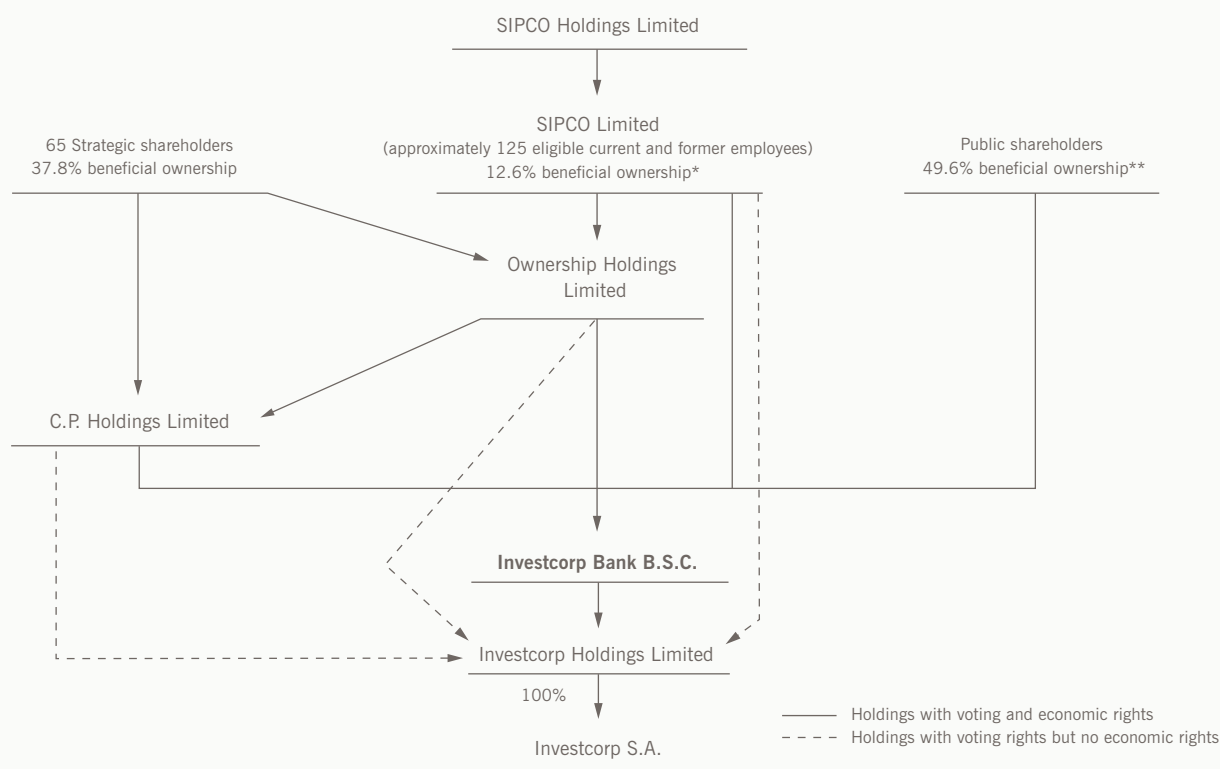 SIPCO Holdings Limited
65 Strategic shareholders
37.8% beneficial ownership
SIPCO Limited
(approximately 125 eligible current and former employees)
12.6% beneficial ownership*
Public shareholders
49.6% beneficial ownership**
Ownership Holdings
Limited
C.P. Holdings Limited
Investcorp Bank B.S.C.
Investcorp Holdings Limited
100%
Investcorp S.A.
Holdings with voting and economic rights
Holdings with voting rights but no economic rights